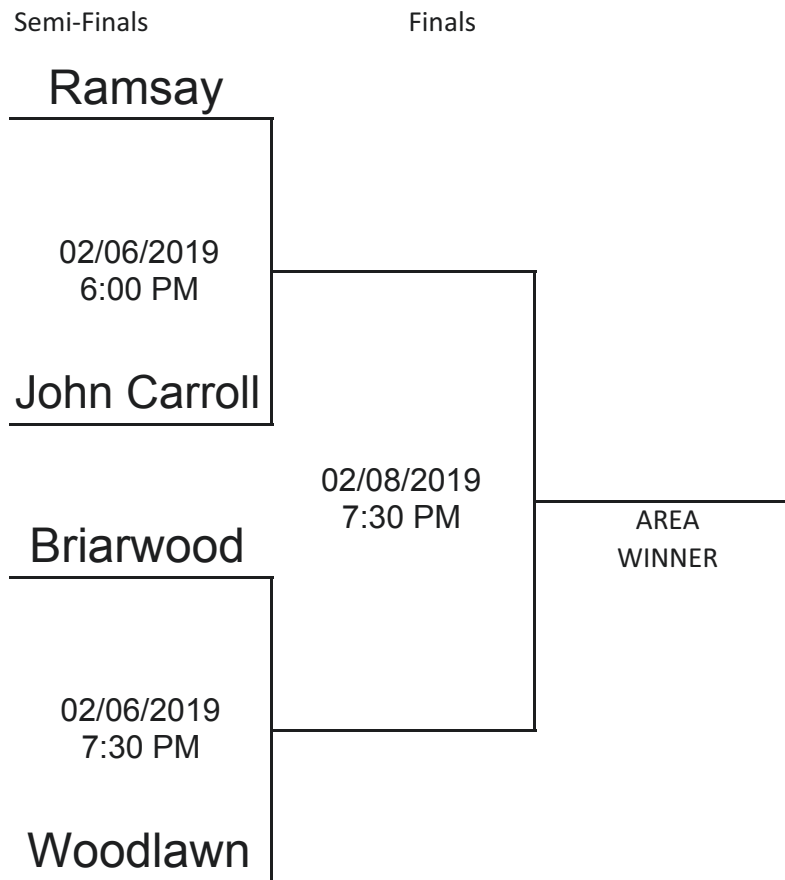 Semi-Finals
Finals
Ramsay
02/06/2019
6:00 PM
John Carroll
02/08/2019
7:30 PM
AREA
WINNER
Briarwood
02/06/2019
7:30 PM
Woodlawn